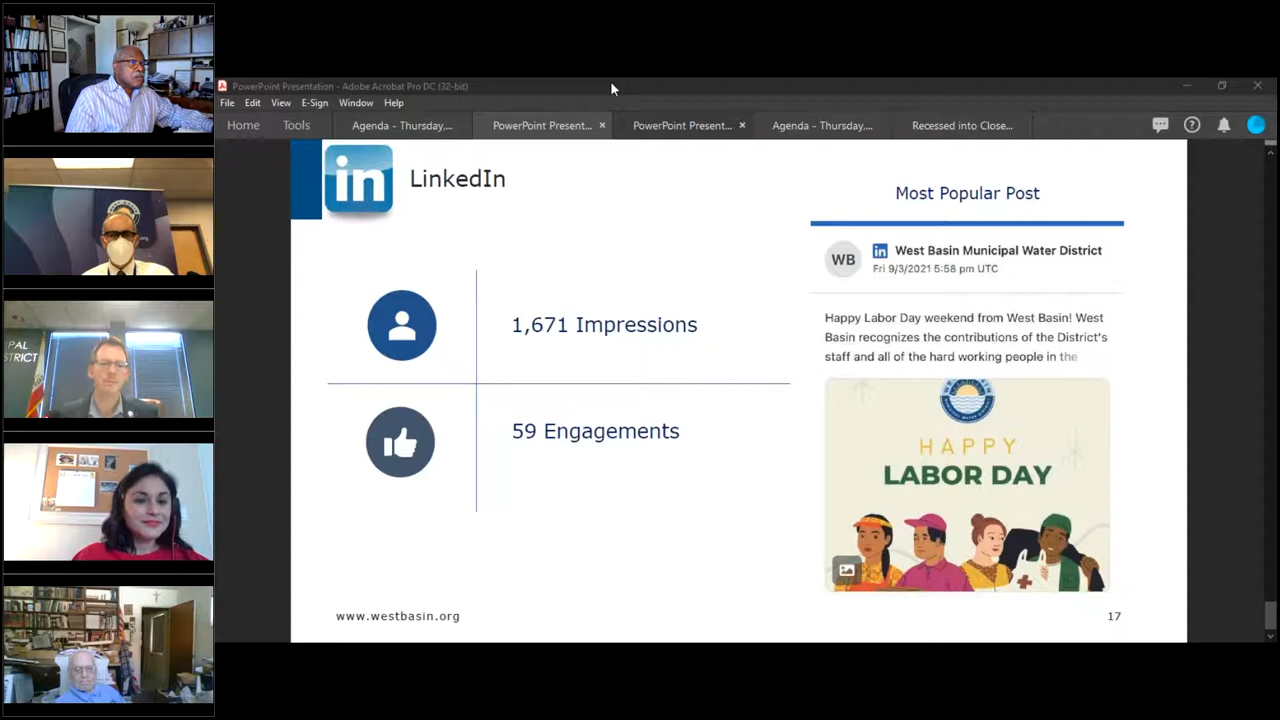 PowerPoint Presentation - Adobe Acrobat Pro DC (32-bit)
File Edit View E-Sign Window Help
Home Tools Agenda - Thursday,... PowerPoint Present... PowerPoint Present... Agenda - Thursday,... Recessed into Close...
in LinkedIn
1,671 Impressions
59 Engagements
Most Popular Post
WB in West Basin Municipal Water District
Fri 9/3/2021 5:58 pm UTC
Happy Labor Day weekend from West Basin! West
Basin recognizes the contributions of the District's
staff and all of the hard working people in the
HAPPY
LABOR DAY
www.westbasin.org
17
PAL
STRICT